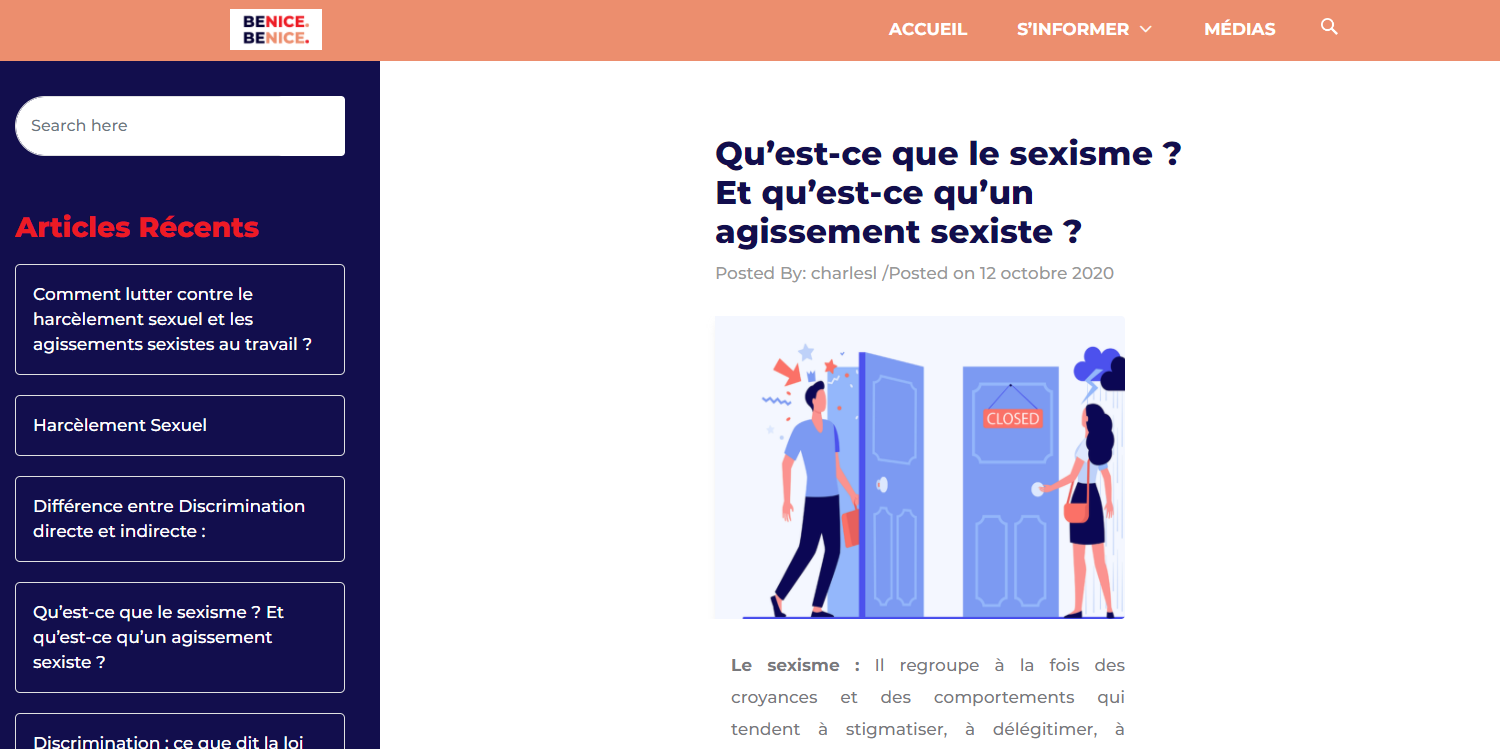 BENICE.
BENICE.
ACCUEIL
S’INFORMER
MÉDIAS
Search here
Articles Récents
Comment lutter contre le
harcèlement sexuel et les
agissements sexistes au travail ?
Harcèlement Sexuel
Différence entre Discrimination
directe et indirecte :
Qu’est-ce que le sexisme ? Et
qu’est-ce qu’un agissement
sexiste ?
Discrimination : ce que dit la loi
Qu’est-ce que le sexisme ?
Et qu’est-ce qu’un
agissement sexiste ?
Posted By: charlesl /Posted on 12 octobre 2020
CLOSED
Le sexisme : Il regroupe à la fois des
croyances et des comportements qui
tendent à stigmatiser, à délégitimer, à